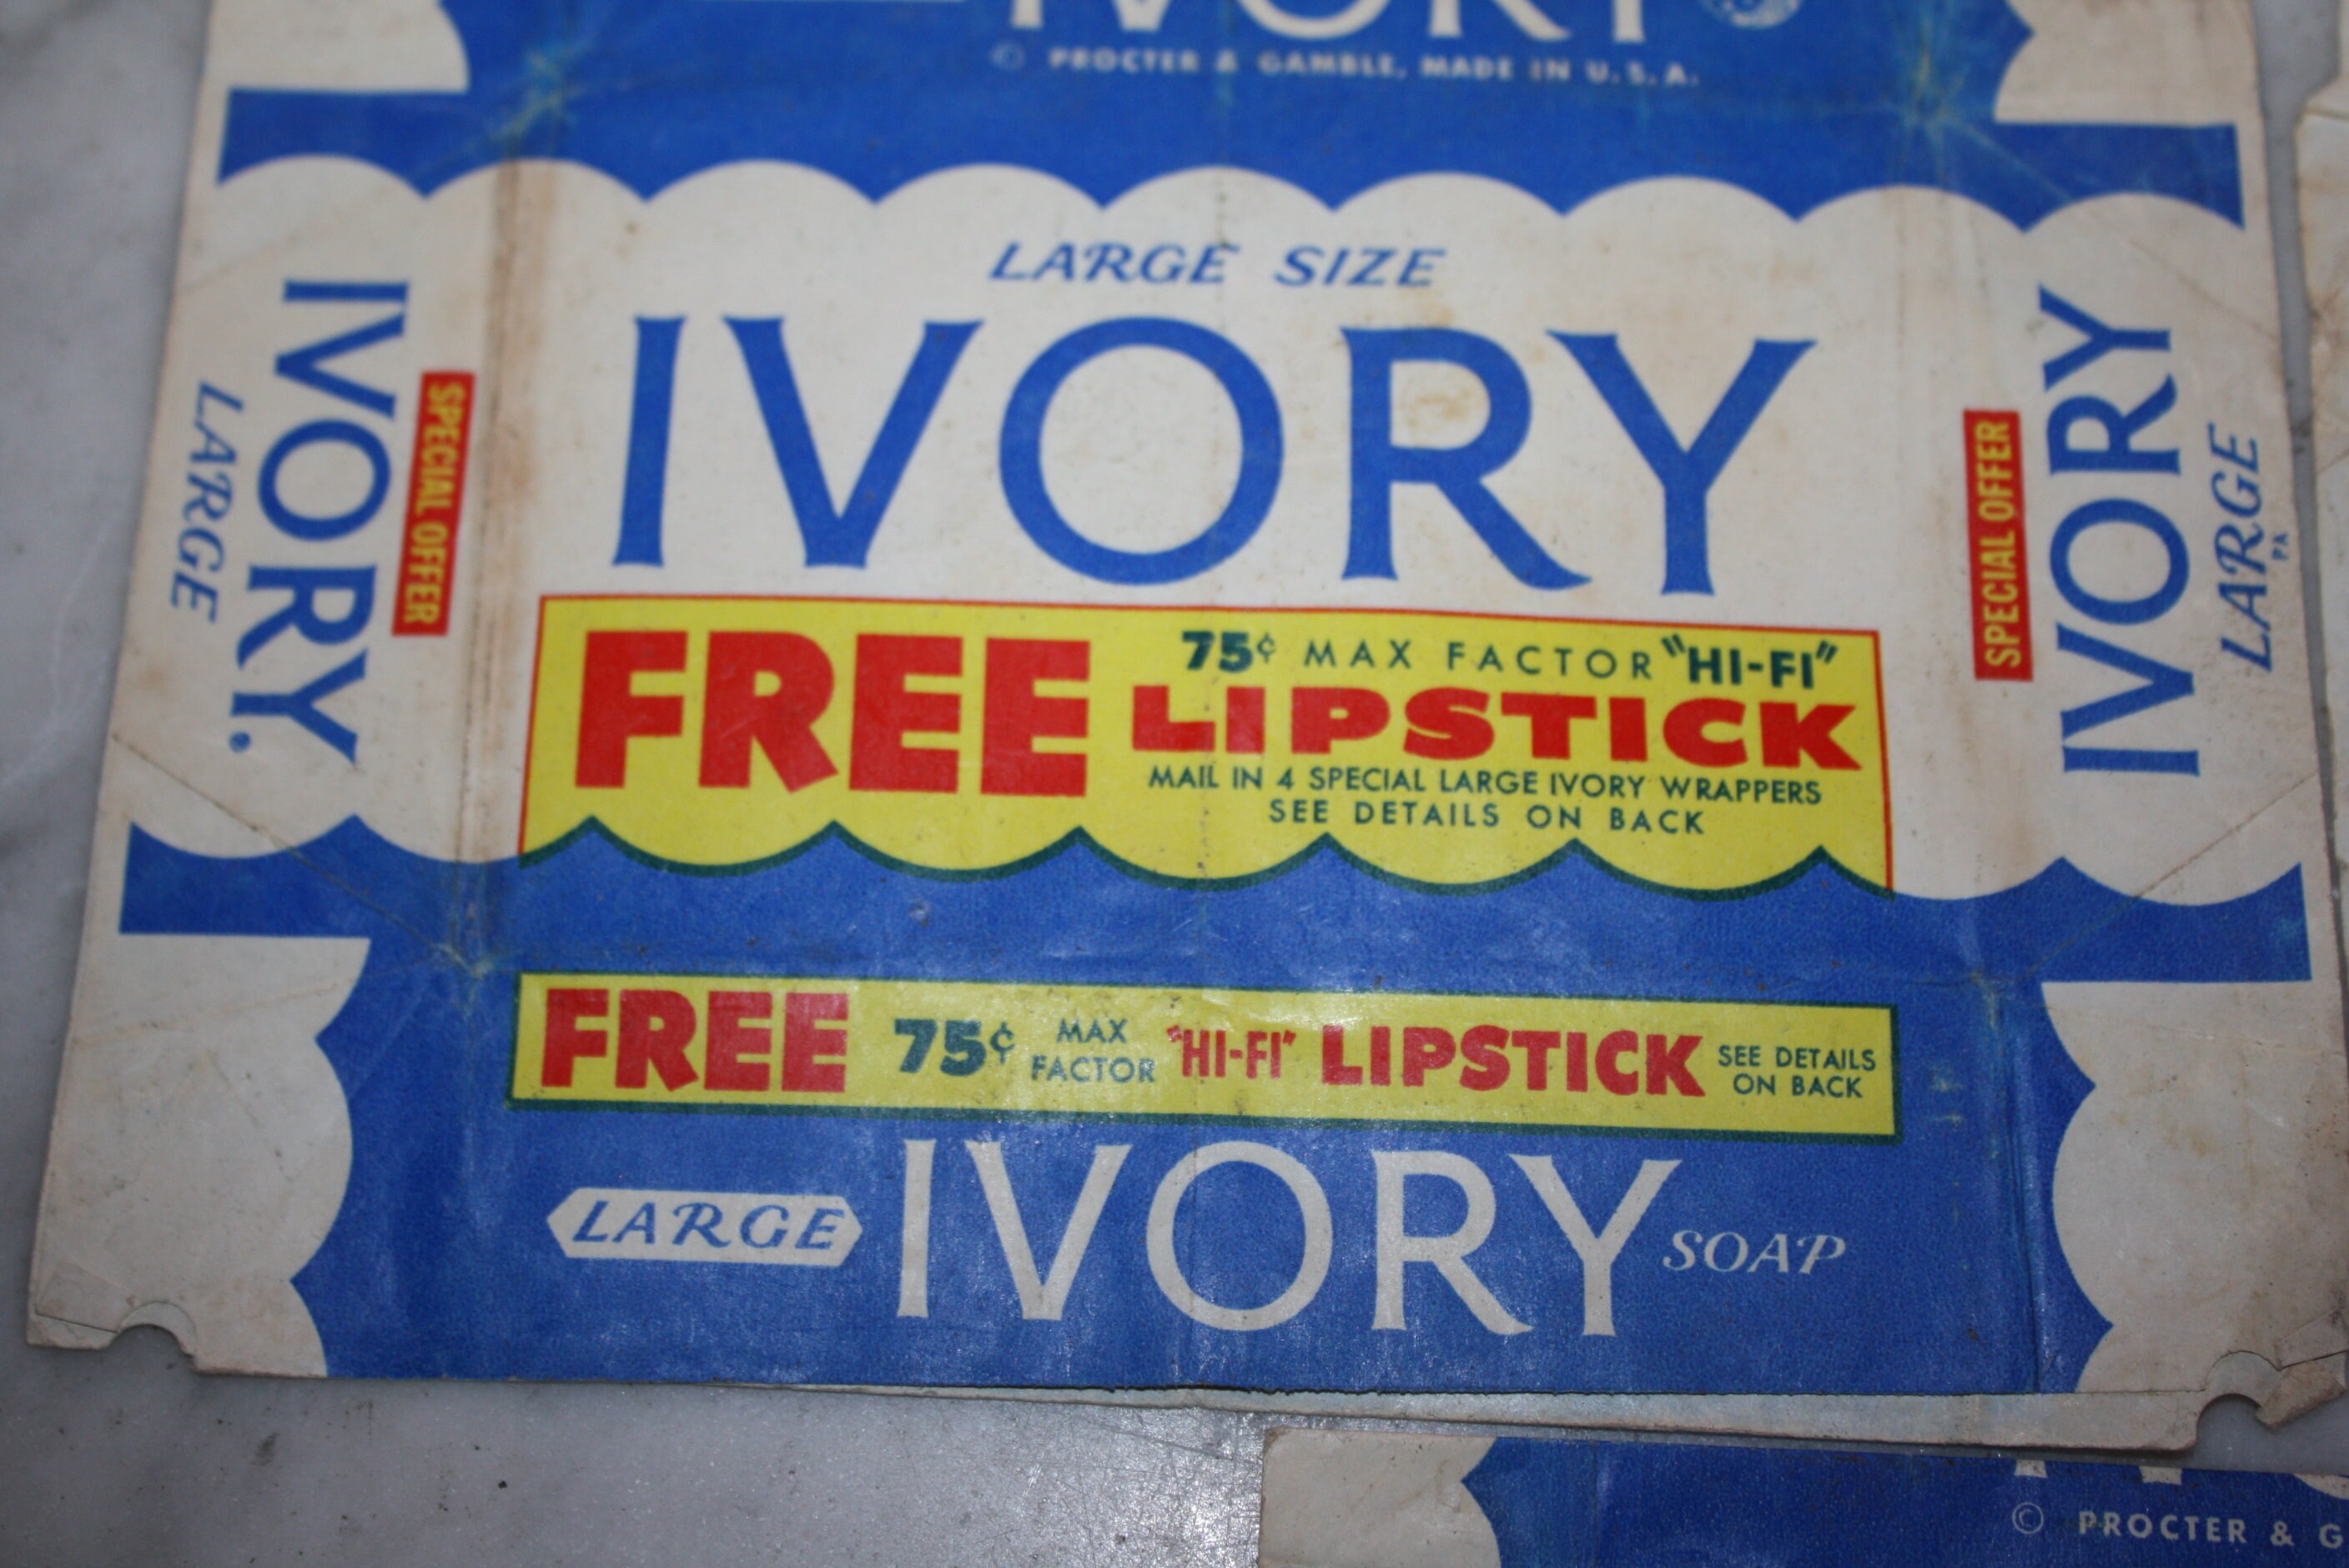 IVORY
© PROCTER & GAMBLE, MADE IN U.S.A.
LARGE SIZE
IVORY
FREE
75¢ MAX FACTOR "HI-FI"
LIPSTICK
MAIL IN 4 SPECIAL LARGE IVORY WRAPPERS
SEE DETAILS ON BACK
IVORY.
LARGE
SPECIAL OFFER
SPECIAL OFFER
IVORY
LARGE
PA
FREE 75¢ MAX FACTOR "HI-FI" LIPSTICK SEE DETAILS ON BACK
LARGE IVORY SOAP
© PROCTER & G